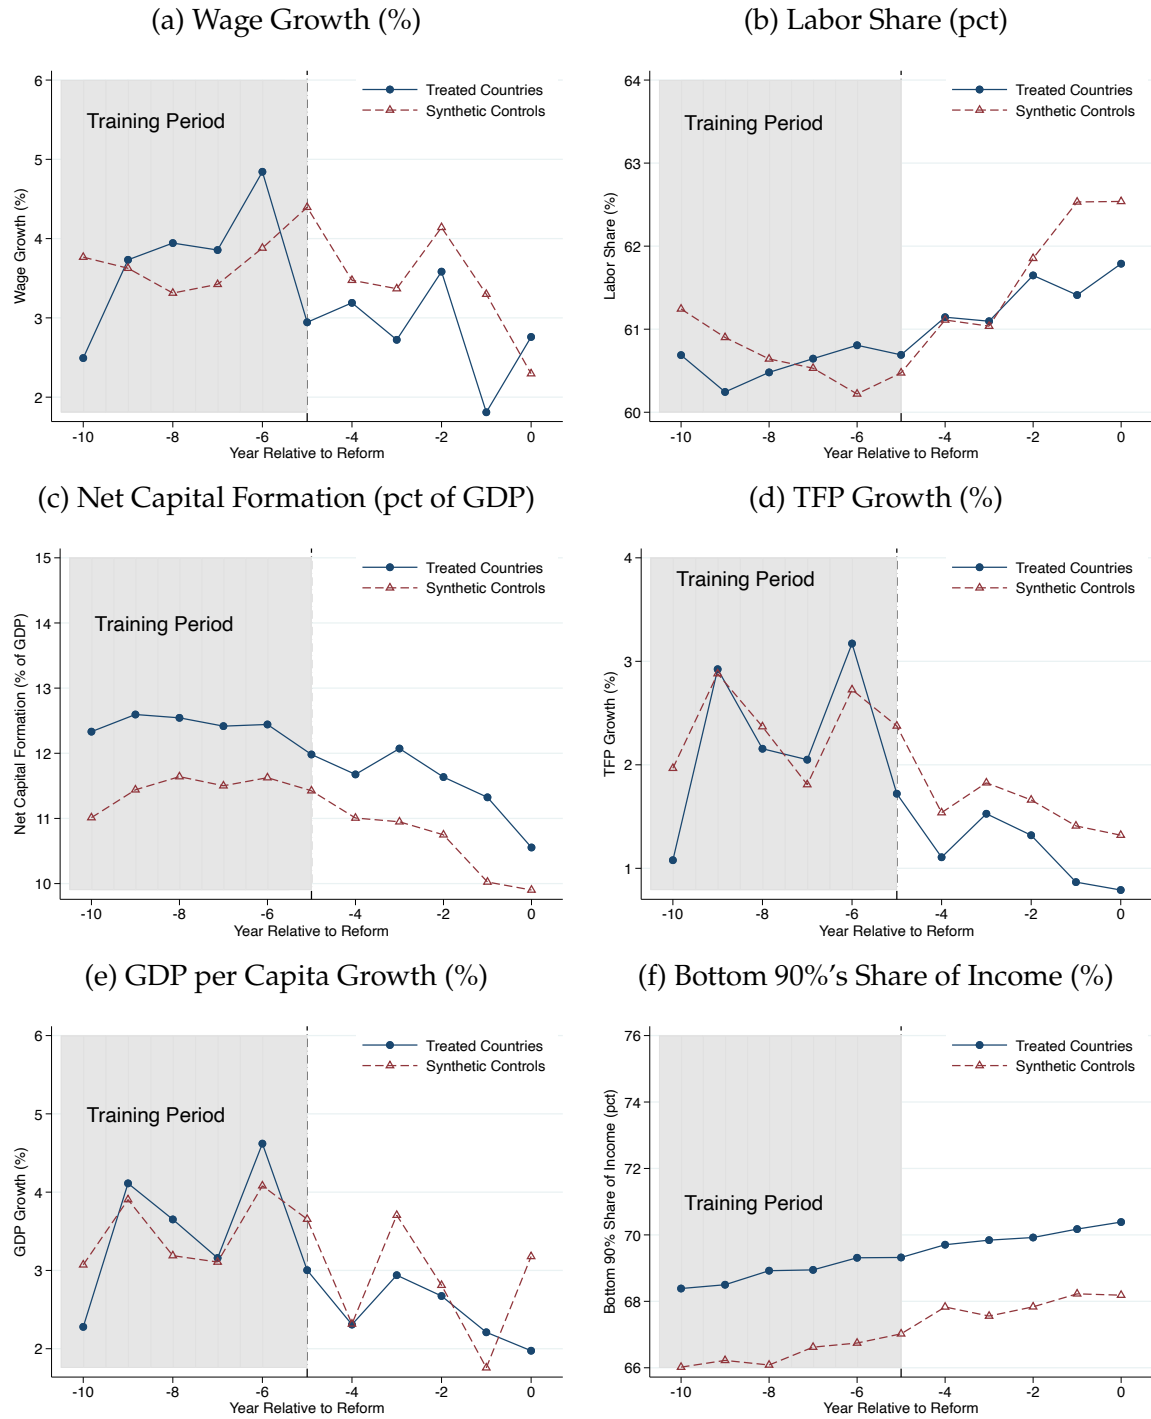 (a) Wage Growth (%)
Wage Growth (%)
6
5
4
3
2
Training Period
Treated Countries
Synthetic Controls
-10 -8 -6 -4 -2 0
Year Relative to Reform
(b) Labor Share (pct)
Labor Share (%)
64
63
62
61
60
Training Period
Treated Countries
Synthetic Controls
-10 -8 -6 -4 -2 0
Year Relative to Reform
(c) Net Capital Formation (pct of GDP)
Net Capital Formation (% of GDP)
15
14
13
12
11
10
Training Period
Treated Countries
Synthetic Controls
-10 -8 -6 -4 -2 0
Year Relative to Reform
(d) TFP Growth (%)
TFP Growth (%)
4
3
2
1
Training Period
Treated Countries
Synthetic Controls
-10 -8 -6 -4 -2 0
Year Relative to Reform
(e) GDP per Capita Growth (%)
GDP Growth (%)
6
5
4
3
2
Training Period
Treated Countries
Synthetic Controls
-10 -8 -6 -4 -2 0
Year Relative to Reform
(f) Bottom 90%'s Share of Income (%)
Bottom 90% Share of Income (pct)
76
74
72
70
68
66
Training Period
Treated Countries
Synthetic Controls
-10 -8 -6 -4 -2 0
Year Relative to Reform